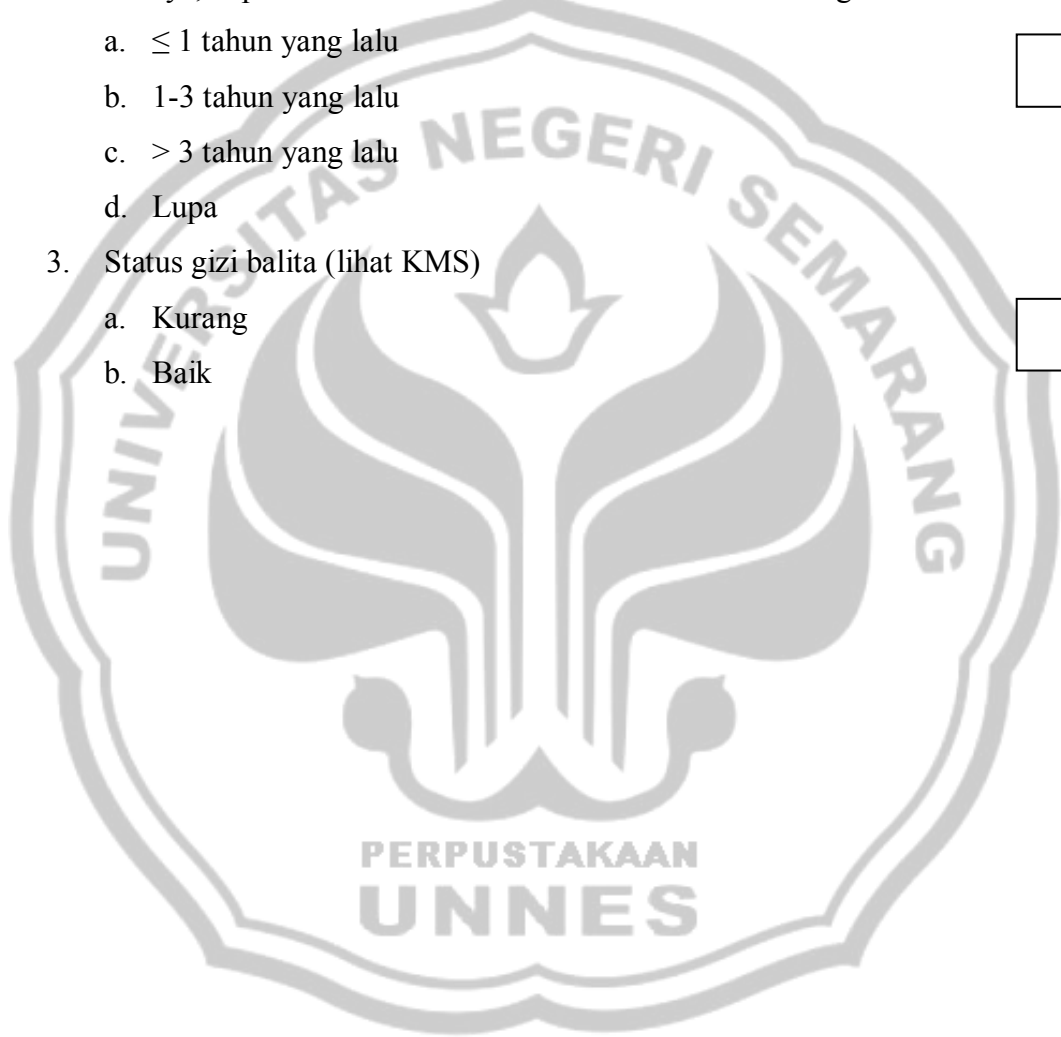 a. ≤ 1 tahun yang lalu
b. 1-3 tahun yang lalu
c. > 3 tahun yang lalu
d. Lupa
3. Status gizi balita (lihat KMS)
a. Kurang
b. Baik
UNIVERSITAS NEGERI SEMARANG
PERPUSTAKAAN
UNNES